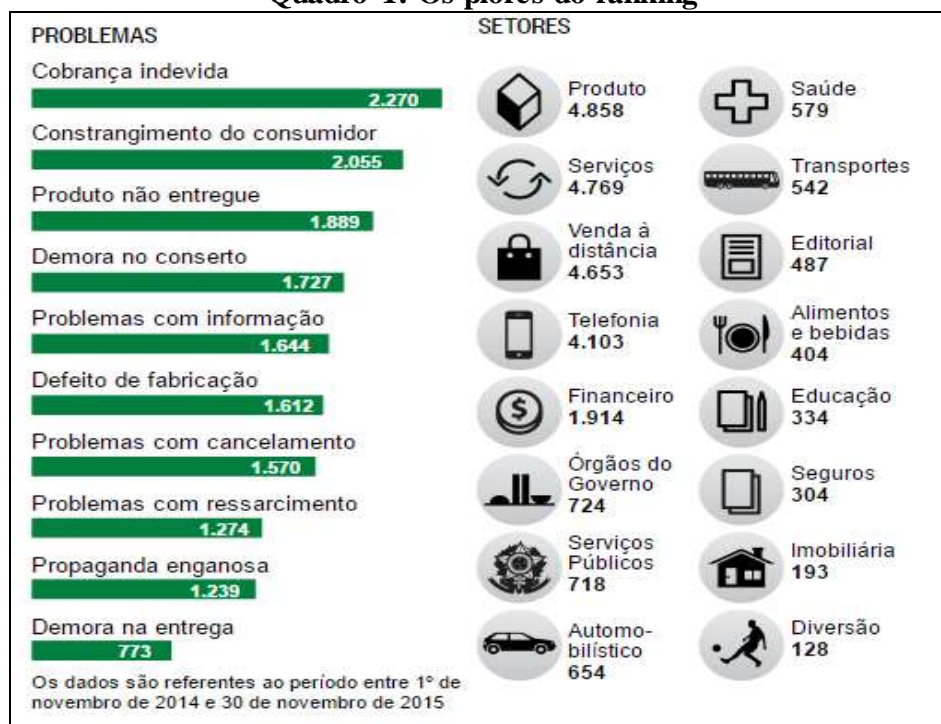 Quadro 1: Os piores do ranking
PROBLEMAS
Cobrança indevida
2.270
Constrangimento do consumidor
2.055
Produto não entregue
1.889
Demora no conserto
1.727
Problemas com informação
1.644
Defeito de fabricação
1.612
Problemas com cancelamento
1.570
Problemas com ressarcimento
1.274
Propaganda enganosa
1.239
Demora na entrega
773
Os dados são referentes ao período entre 1º de
novembro de 2014 e 30 de novembro de 2015
SETORES
Produto
4.858
Serviços
4.769
Venda à
distância
4.653
Telefonia
4.103
Financeiro
1.914
Órgãos do
Governo
724
Serviços
Públicos
718
Automo-
bilístico
654
Saúde
579
Transportes
542
Editorial
487
Alimentos
e bebidas
404
Educação
334
Seguros
304
Imobiliária
193
Diversão
128